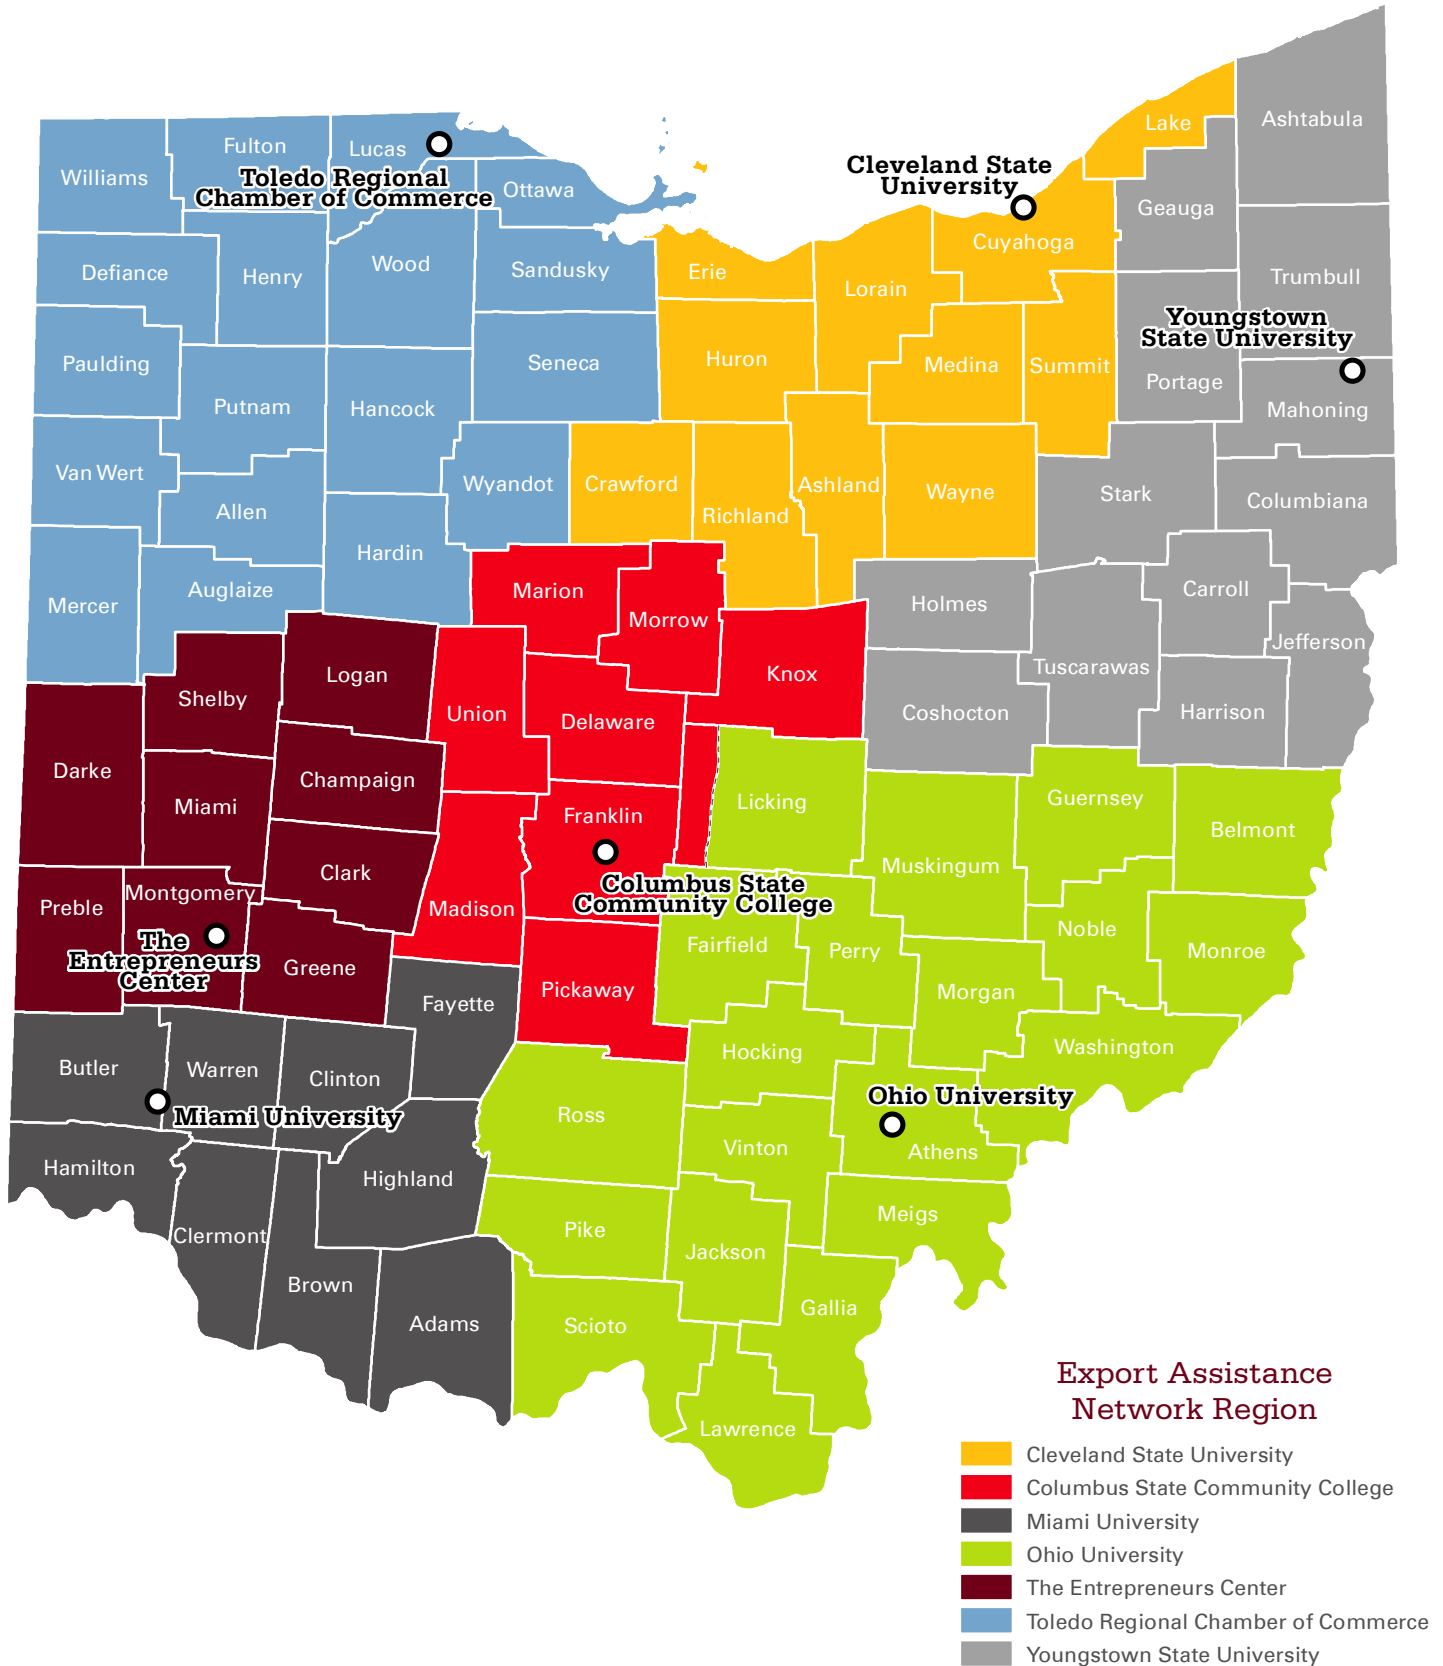 Ashtabula
Lake
Fulton
Lucas
Williams
Toledo Regional
Chamber of Commerce
Ottawa
Cleveland State
University
Geauga
Cuyahoga
Defiance
Henry
Wood
Sandusky
Erie
Lorain
Trumbull
Youngstown
State University
Paulding
Seneca
Huron
Medina
Summit
Portage
Putnam
Hancock
Mahoning
Van Wert
Allen
Wyandot
Crawford
Richland
Ashland
Wayne
Stark
Columbiana
Hardin
Mercer
Auglaize
Marion
Morrow
Holmes
Carroll
Jefferson
Tuscarawas
Knox
Logan
Shelby
Union
Delaware
Coshocton
Harrison
Darke
Champaign
Miami
Franklin
Licking
Guernsey
Belmont
Muskingum
Clark
Columbus State
Community College
Montgomery
Preble
Madison
The
Entrepreneurs
Center
Greene
Fairfield
Perry
Noble
Monroe
Fayette
Pickaway
Morgan
Butler
Warren
Clinton
Hocking
Washington
Ohio University
Miami University
Ross
Vinton
Athens
Hamilton
Highland
Clermont
Pike
Meigs
Jackson
Brown
Adams
Scioto
Gallia
Lawrence
Export Assistance
Network Region
Cleveland State University
Columbus State Community College
Miami University
Ohio University
The Entrepreneurs Center
Toledo Regional Chamber of Commerce
Youngstown State University